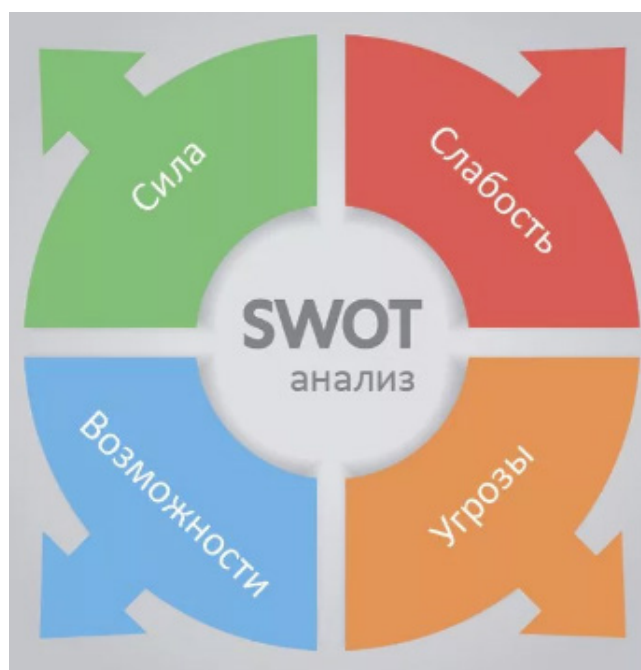 Сила
Слабость
SWOT
анализ
Возможности
Угрозы